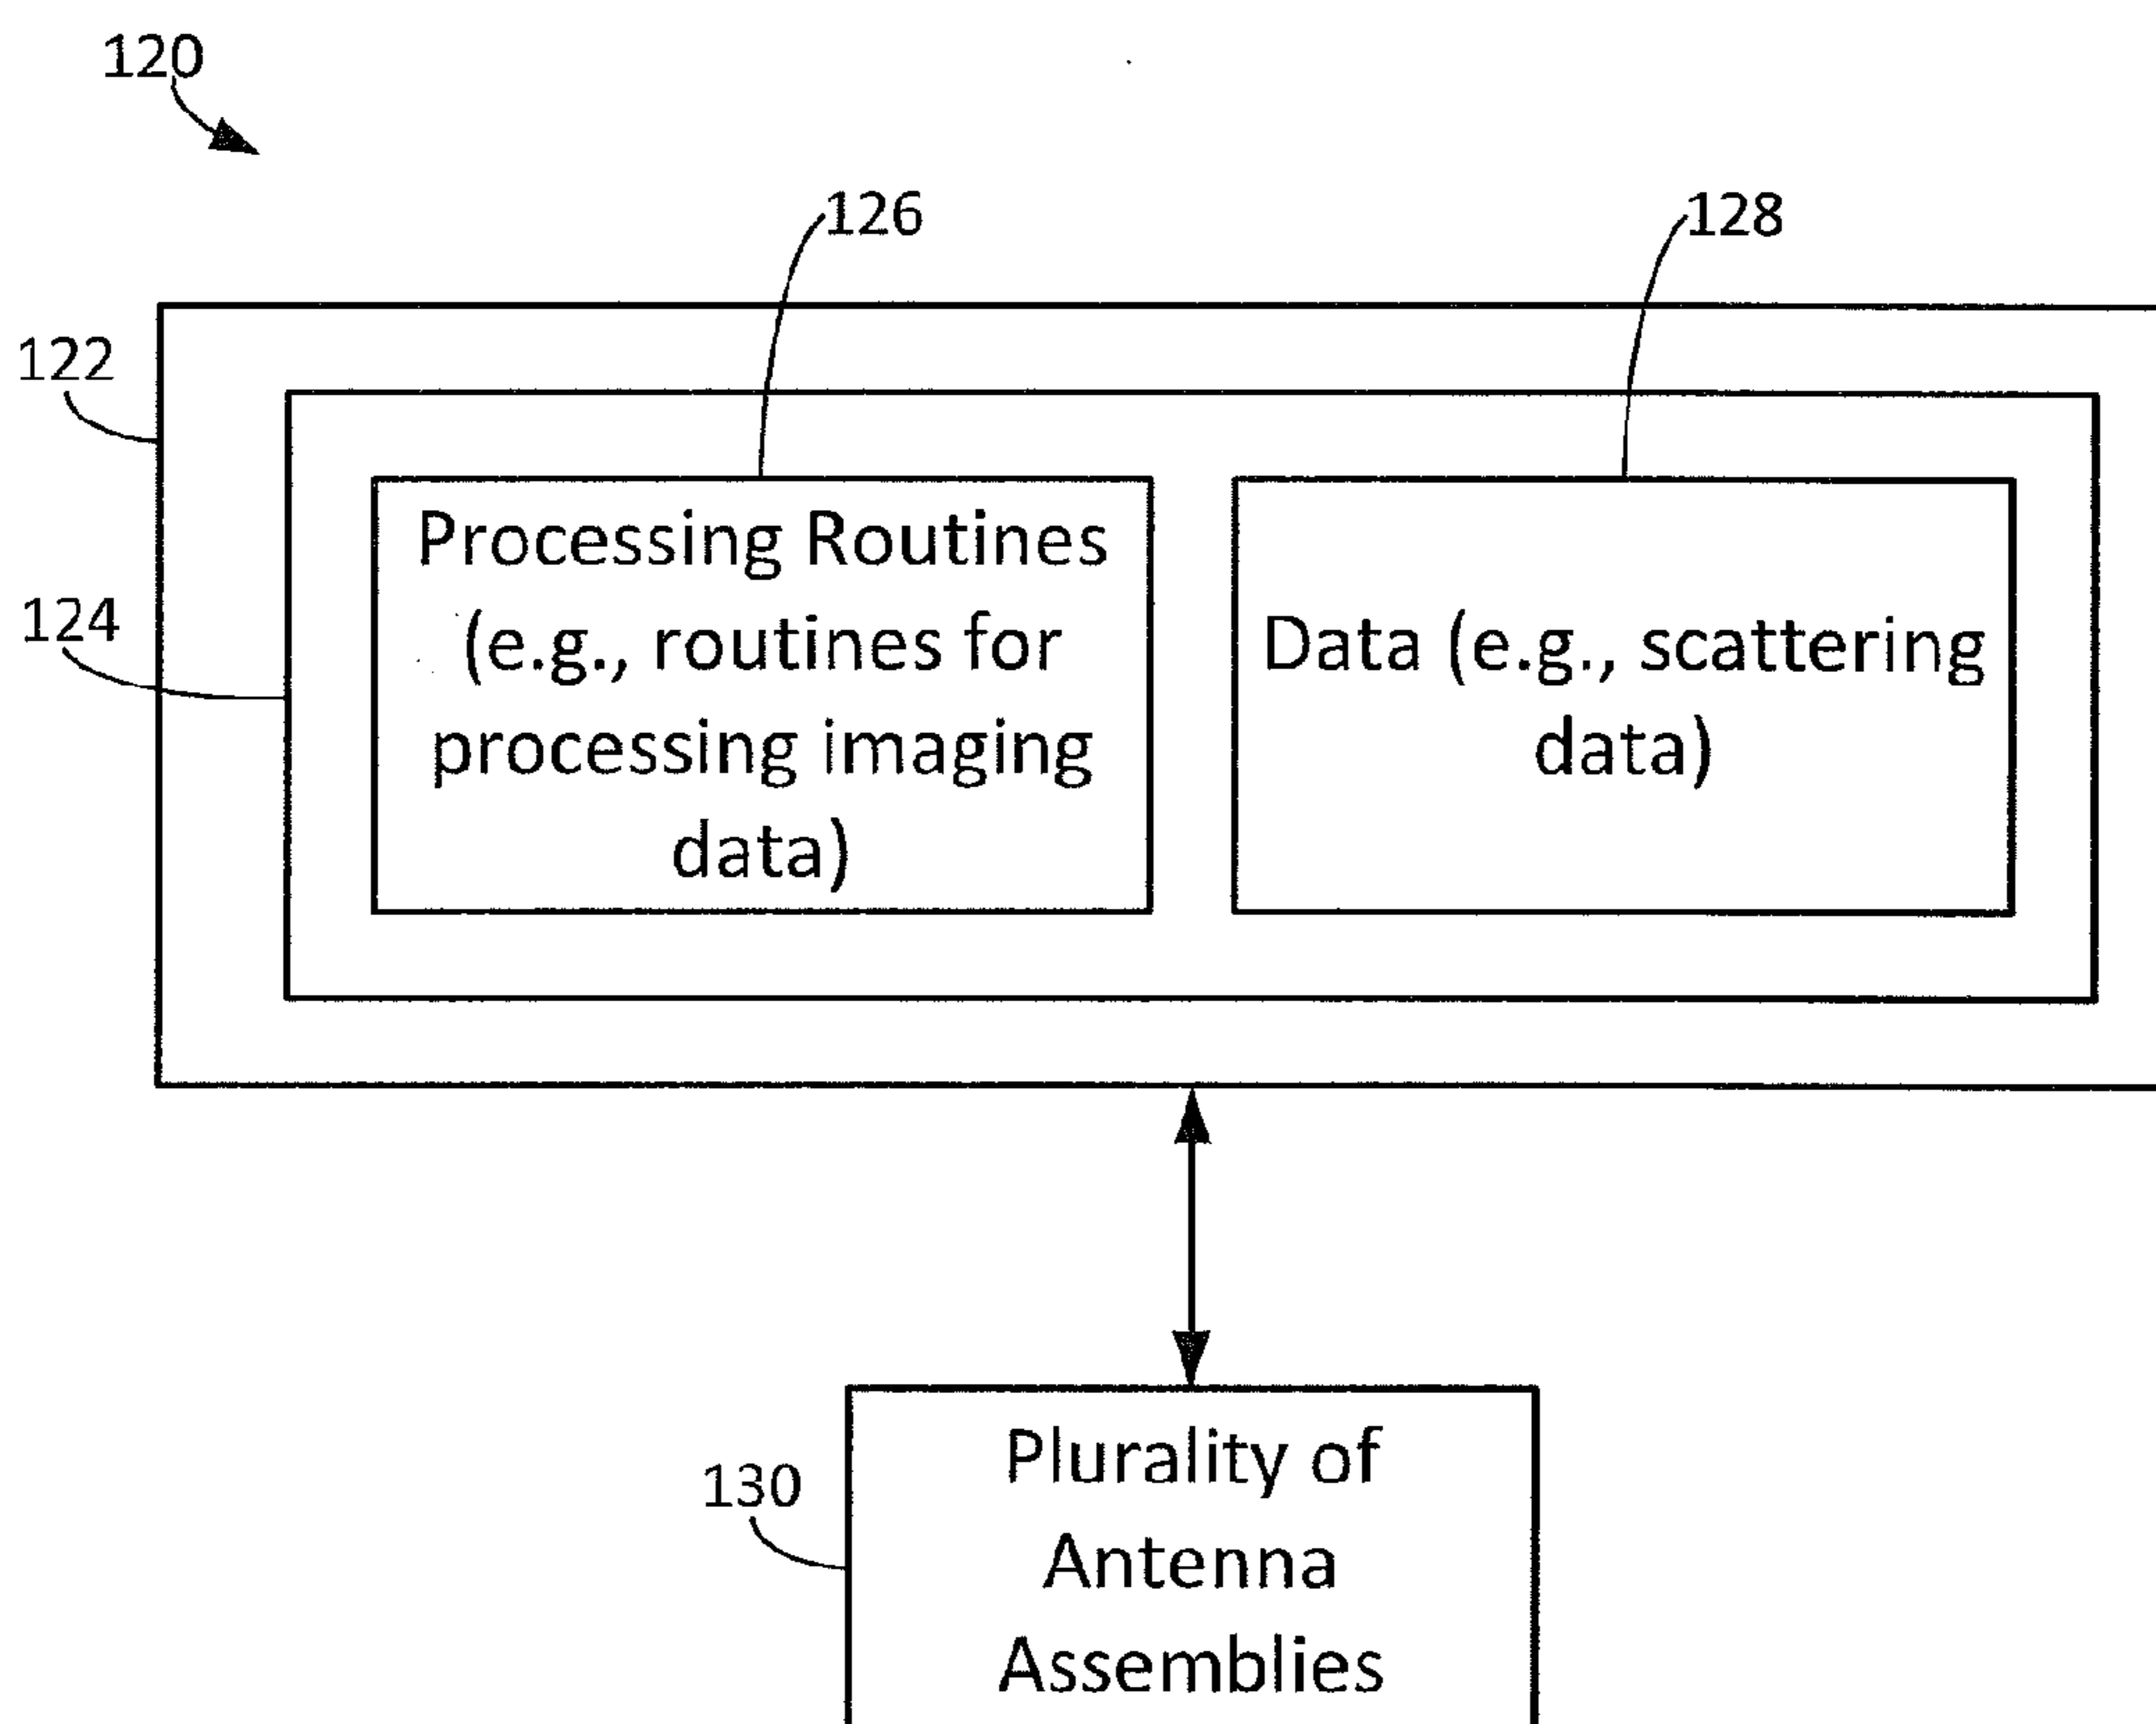 120
126
128
122
124
Processing Routines
(e.g., routines for
processing imaging
data)
Data (e.g., scattering
data)
130
Plurality of
Antenna
Assemblies